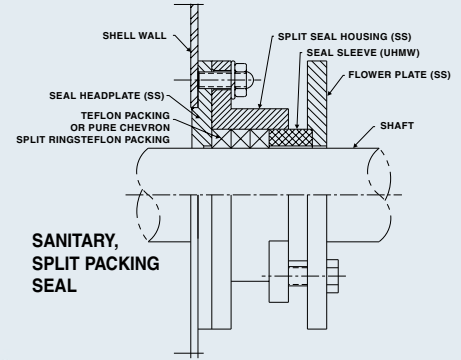 SHELL WALL
SPLIT SEAL HOUSING (SS)
SEAL SLEEVE (UHMW)
FLOWER PLATE (SS)
SEAL HEADPLATE (SS)
TEFLON PACKING
OR PURE CHEVRON
SPLIT RINGSTEFLON PACKING
SHAFT
SANITARY,
SPLIT PACKING
SEAL